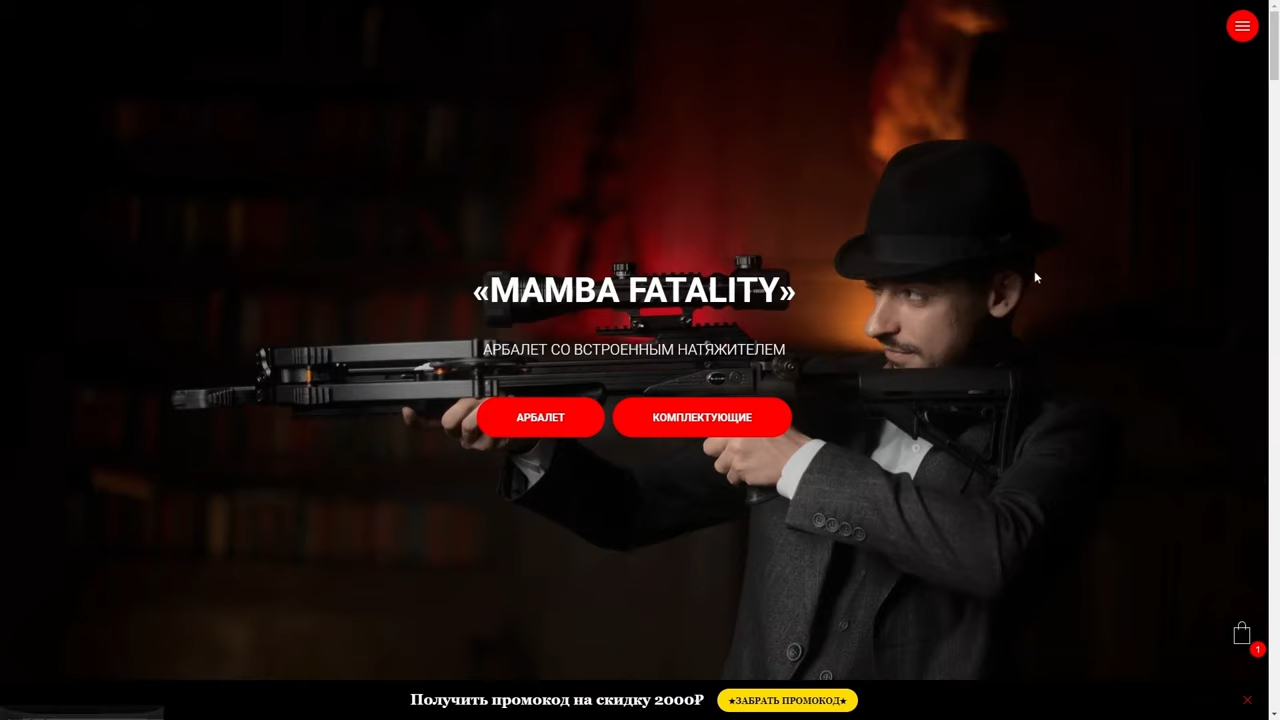 «MAMBA FATALITY»
АРБАЛЕТ СО ВСТРОЕННЫМ НАТЯЖИТЕЛЕМ
АРБАЛЕТ
КОМПЛЕКТУЮЩИЕ
1
Получить промокод на скидку 2000₽
★ЗАБРАТЬ ПРОМОКОД★